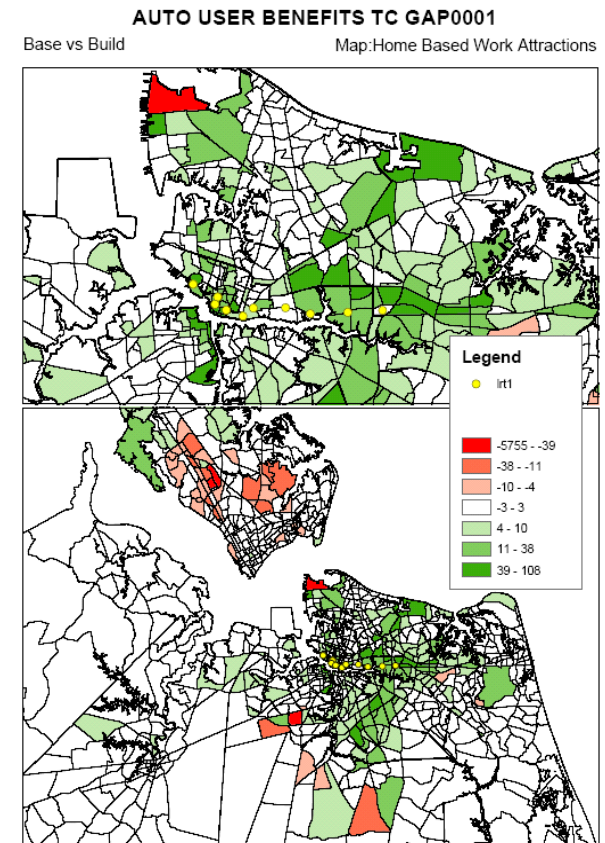 AUTO USER BENEFITS TC GAP0001
Base vs Build
Map:Home Based Work Attractions
Legend
lrt1
-5755 - -39
-38 - -11
-10 - -4
-3 - 3
4 - 10
11 - 38
39 - 108